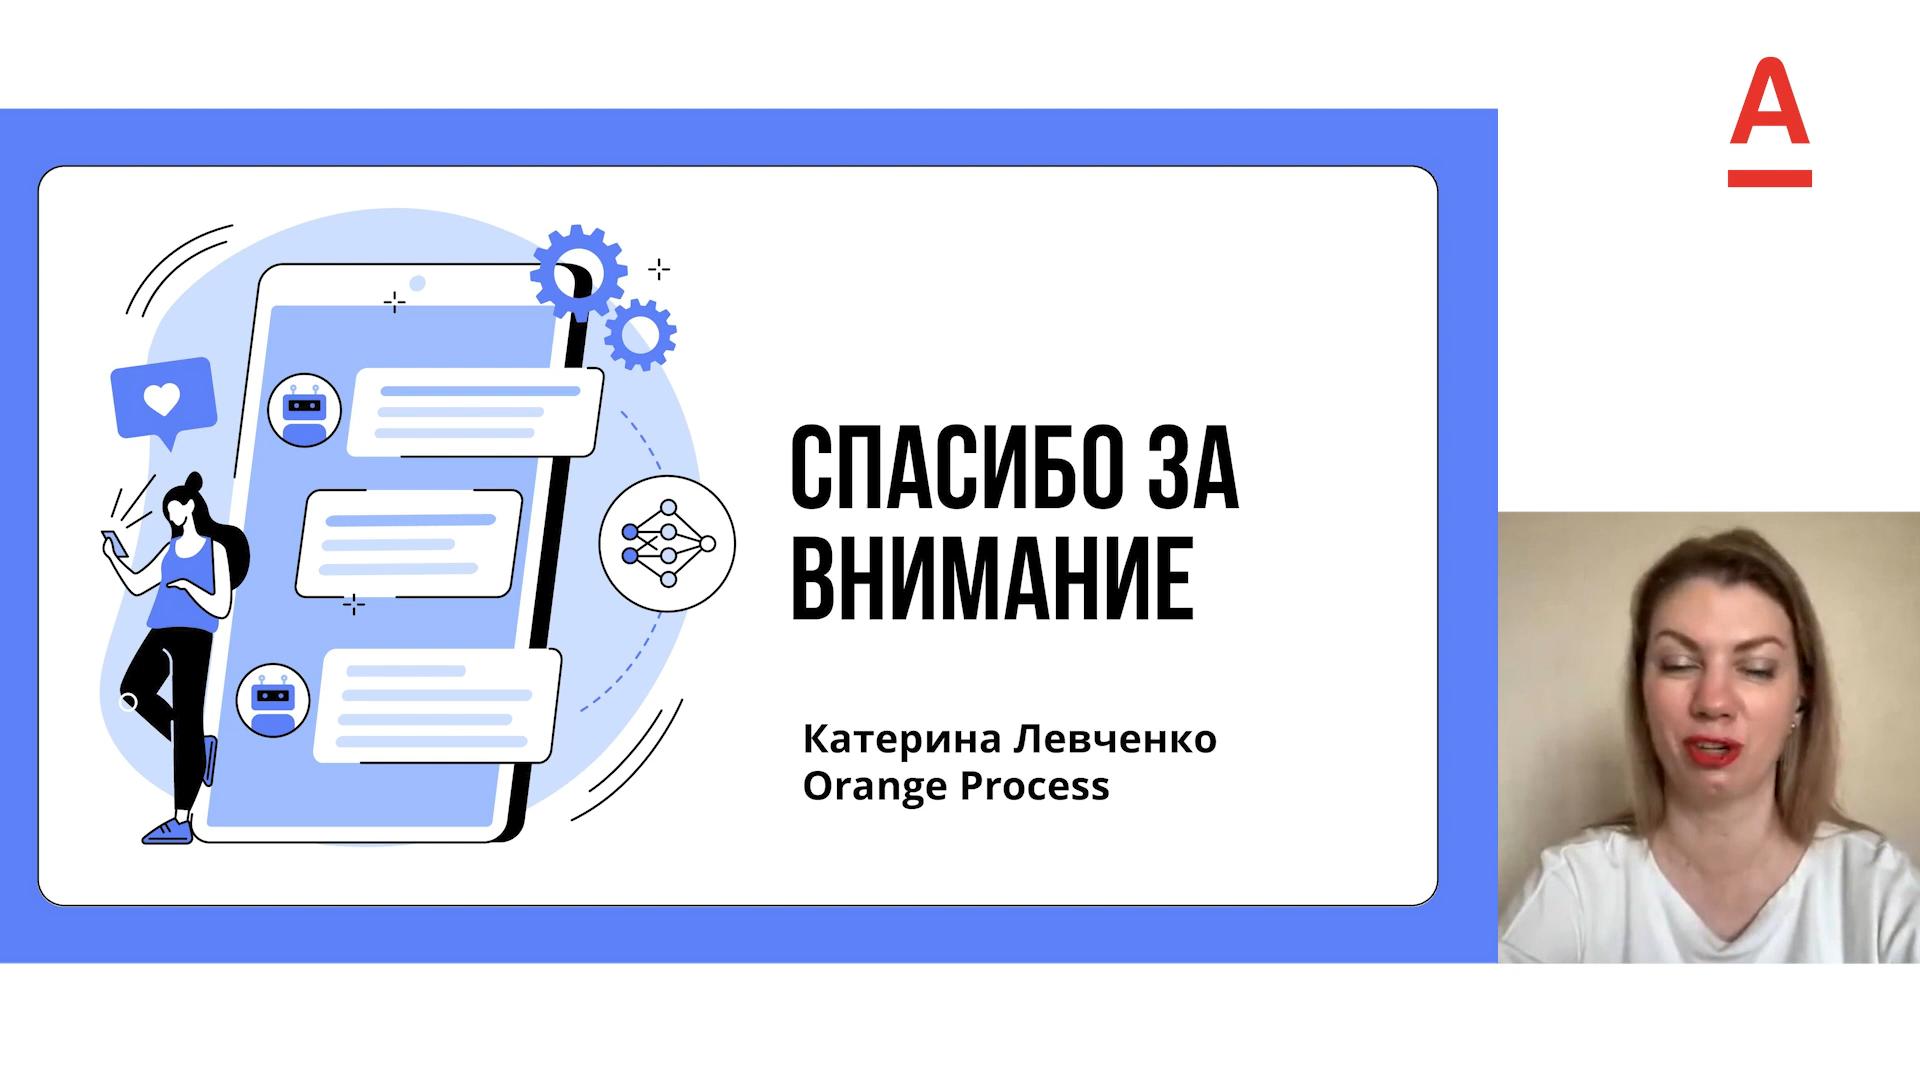 А
СПАСИБО ЗА
ВНИМАНИЕ
Катерина Левченко
Orange Process